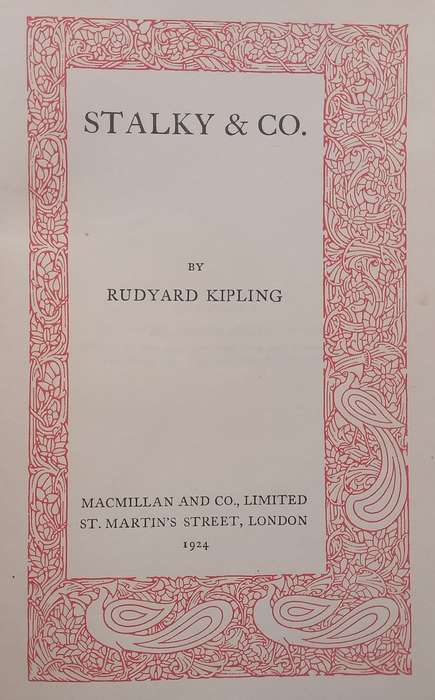 STALKY & CO.
BY
RUDYARD KIPLING
MACMILLAN AND CO., LIMITED
ST. MARTIN'S STREET, LONDON
1924